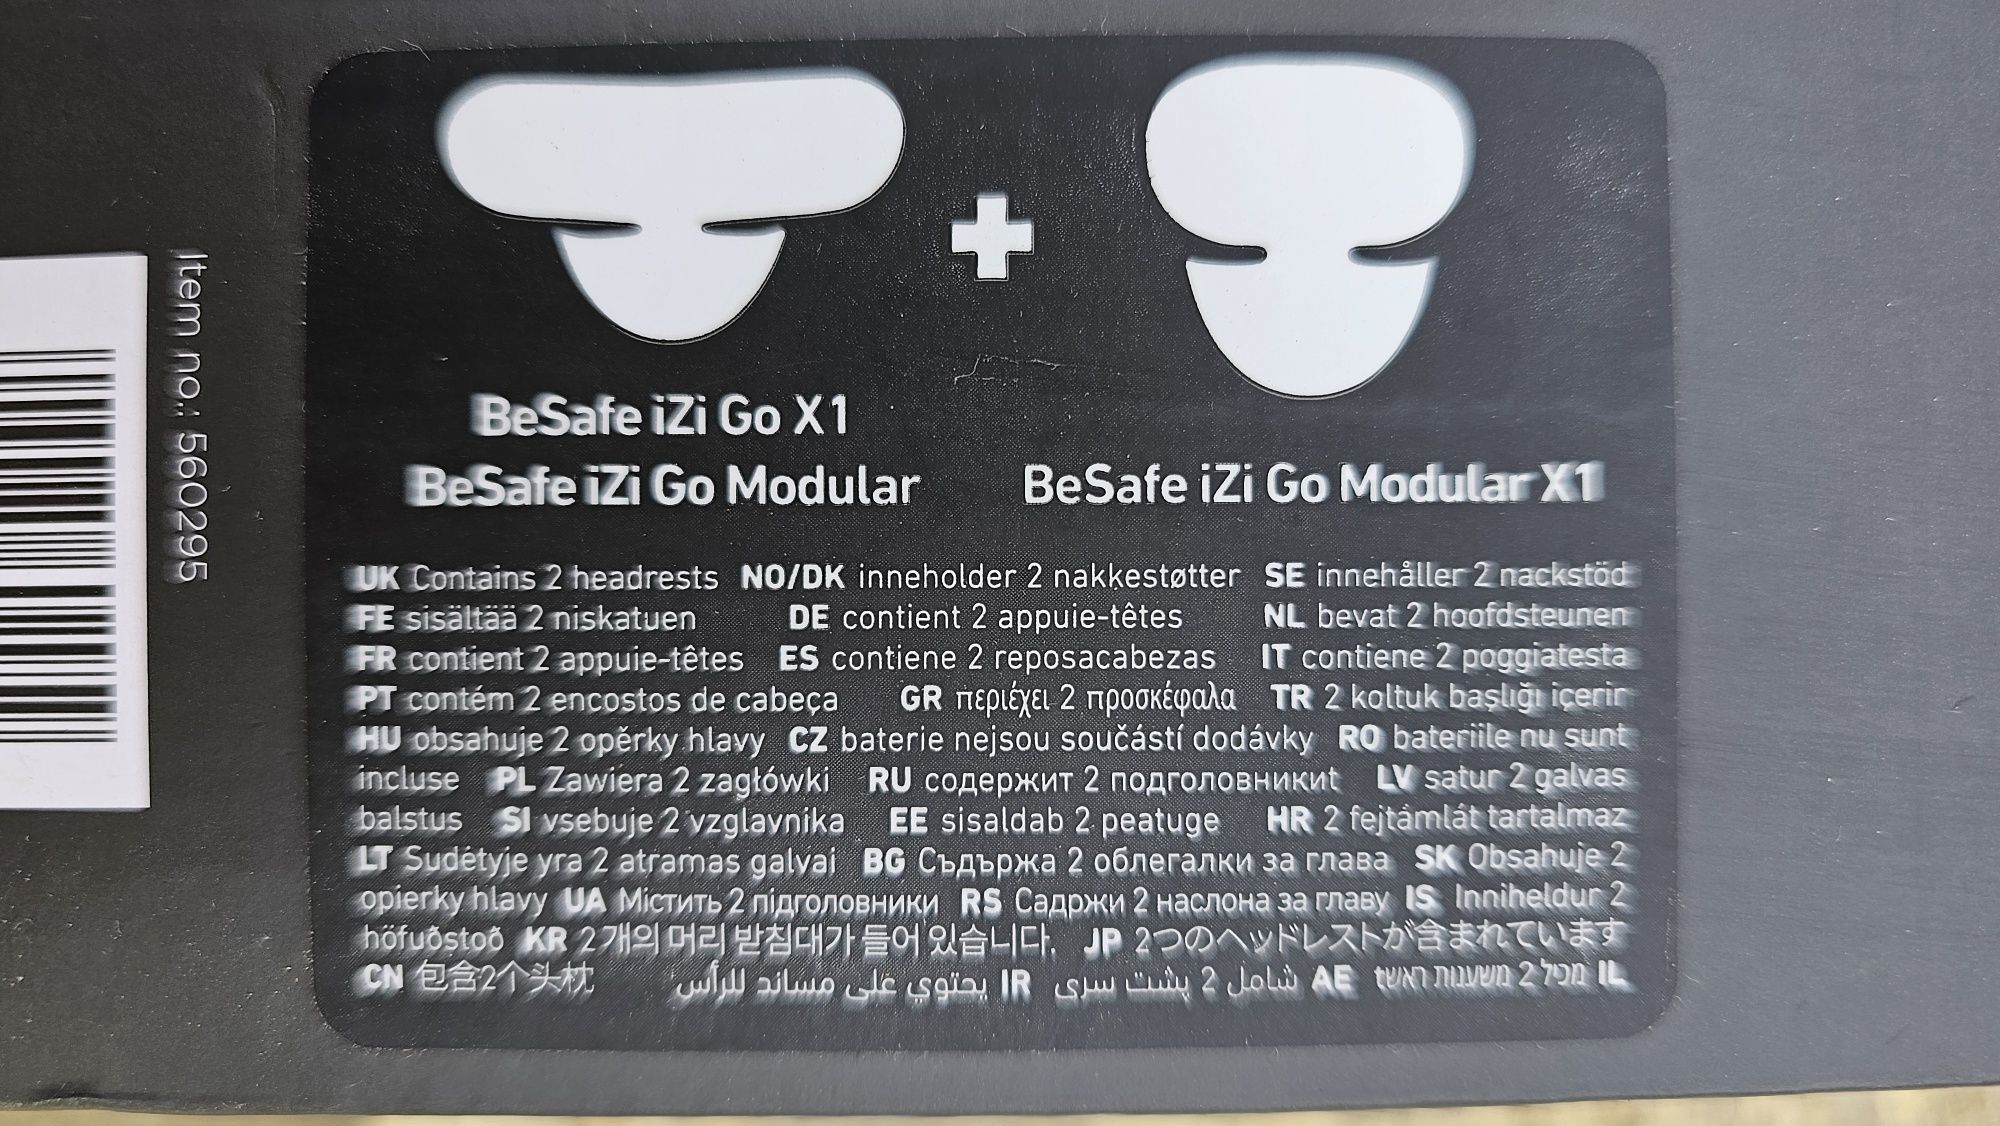 Item no.: 560295
BeSafe iZi Go X1
BeSafe iZi Go Modular
BeSafe iZi Go Modular X1
UK Contains 2 headrests NO/DK inneholder 2 nakkestøtter SE innehåller 2 nackstöd
FE sisältää 2 niskatuen DE contient 2 appuie-têtes NL bevat 2 hoofdsteunen
FR contient 2 appuie-têtes ES contiene 2 reposacabezas IT contiene 2 poggiatesta
PT contém 2 encostos de cabeça GR περιέχει 2 προσκέφαλα TR 2 koltuk başlığı içerir
HU obsahuje 2 opěrky hlavy CZ baterie nejsou součástí dodávky RO bateriile nu sunt
incluse PL Zawiera 2 zagłówki RU содержит 2 подголовникиt LV satur 2 galvas
balstus SI vsebuje 2 vzglavnika EE sisaldab 2 peatuge HR 2 fejtámlát tartalmaz
LT Sudėtyje yra 2 atramas galvai BG Съдържа 2 облегалки за глава SK Obsahuje 2
opierky hlavy UA Містить 2 підголовники RS Садржи 2 наслона за главу IS Inniheldur 2
höfuðstoð KR 2개의 머리 받침대가 들어 있습니다. JP 2つのヘッドレストが含まれています
CN 包含2个头枕 يحتوي على مساند للرأس IR شامل 2 پشت سری AE מכיל 2 משענות ראשt IL